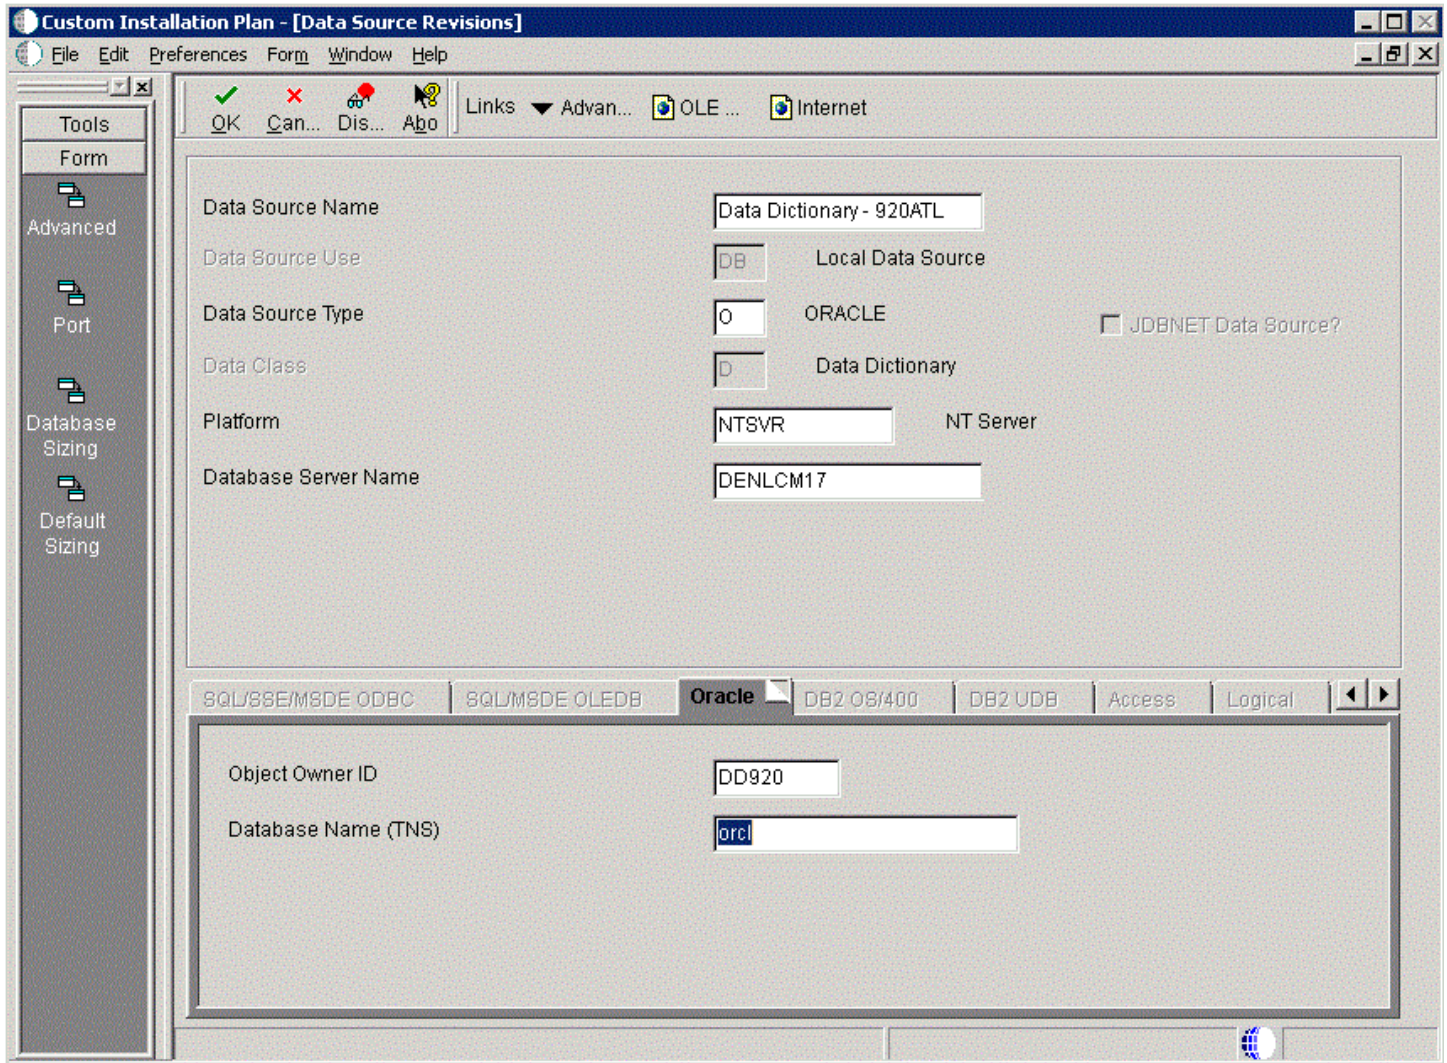 Custom Installation Plan - [Data Source Revisions]
File Edit Preferences Form Window Help
Tools
Form
Advanced
Port
Database
Sizing
Default
Sizing
OK Can... Dis... Abo Links Advan... OLE ... Internet
Data Source Name Data Dictionary - 920ATL
Data Source Use DB Local Data Source
Data Source Type O ORACLE JDBNET Data Source?
Data Class D Data Dictionary
Platform NTSVR NT Server
Database Server Name DENLCM17
SQL/SSE/MSDE ODBC SQL/MSDE OLEDB Oracle DB2 OS/400 DB2 UDB Access Logical
Object Owner ID DD920
Database Name (TNS) orcl